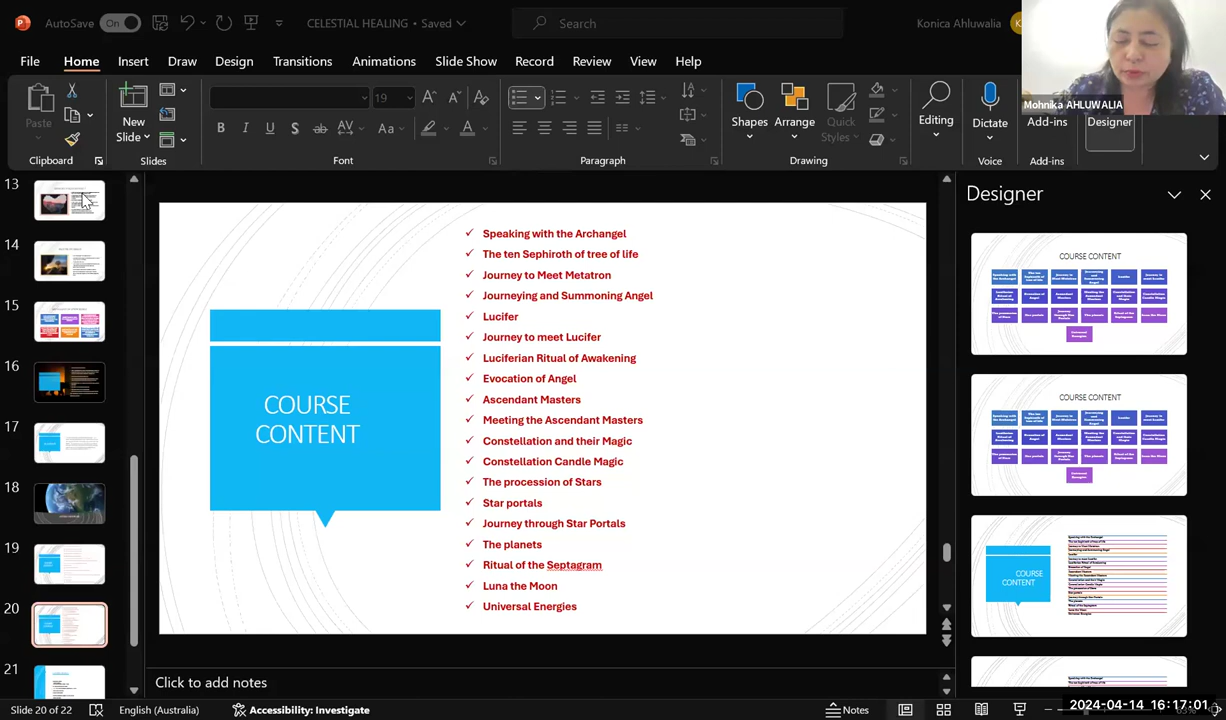 AutoSave On CELESTIAL HEALING • Saved Search Konica Ahluwalia
File Home Insert Draw Design Transitions Animations Slide Show Record Review View Help
Mohnika AHLUWALIA
Paste New Slide 19 Aa Shapes Arrange Quick Styles Editing Dictate Add-ins Designer
Clipboard Slides Font Paragraph Drawing Voice Add-ins
13
14
15
16
17
18
19
20
21
COURSE CONTENT
Speaking with the Archangel
The ten Sephiroth of tree of life
Journey to Meet Metatron
Journeying and Summoning Angel
Lucifer
Journey to meet Lucifer
Luciferian Ritual of Awakening
Evocation of Angel
Ascendant Masters
Meeting the Ascendant Masters
Constellation and their Magic
Constellation Candle Magic
The procession of Stars
Star portals
Journey through Star Portals
The planets
Ritual of the Septagram
Luna the Moon
Universal Energies
Designer
COURSE CONTENT
COURSE CONTENT
COURSE CONTENT
Click to add notes
Slide 20 of 22 English (Australia) Accessibility: Investigate Notes
2024-04-14 16:17:01